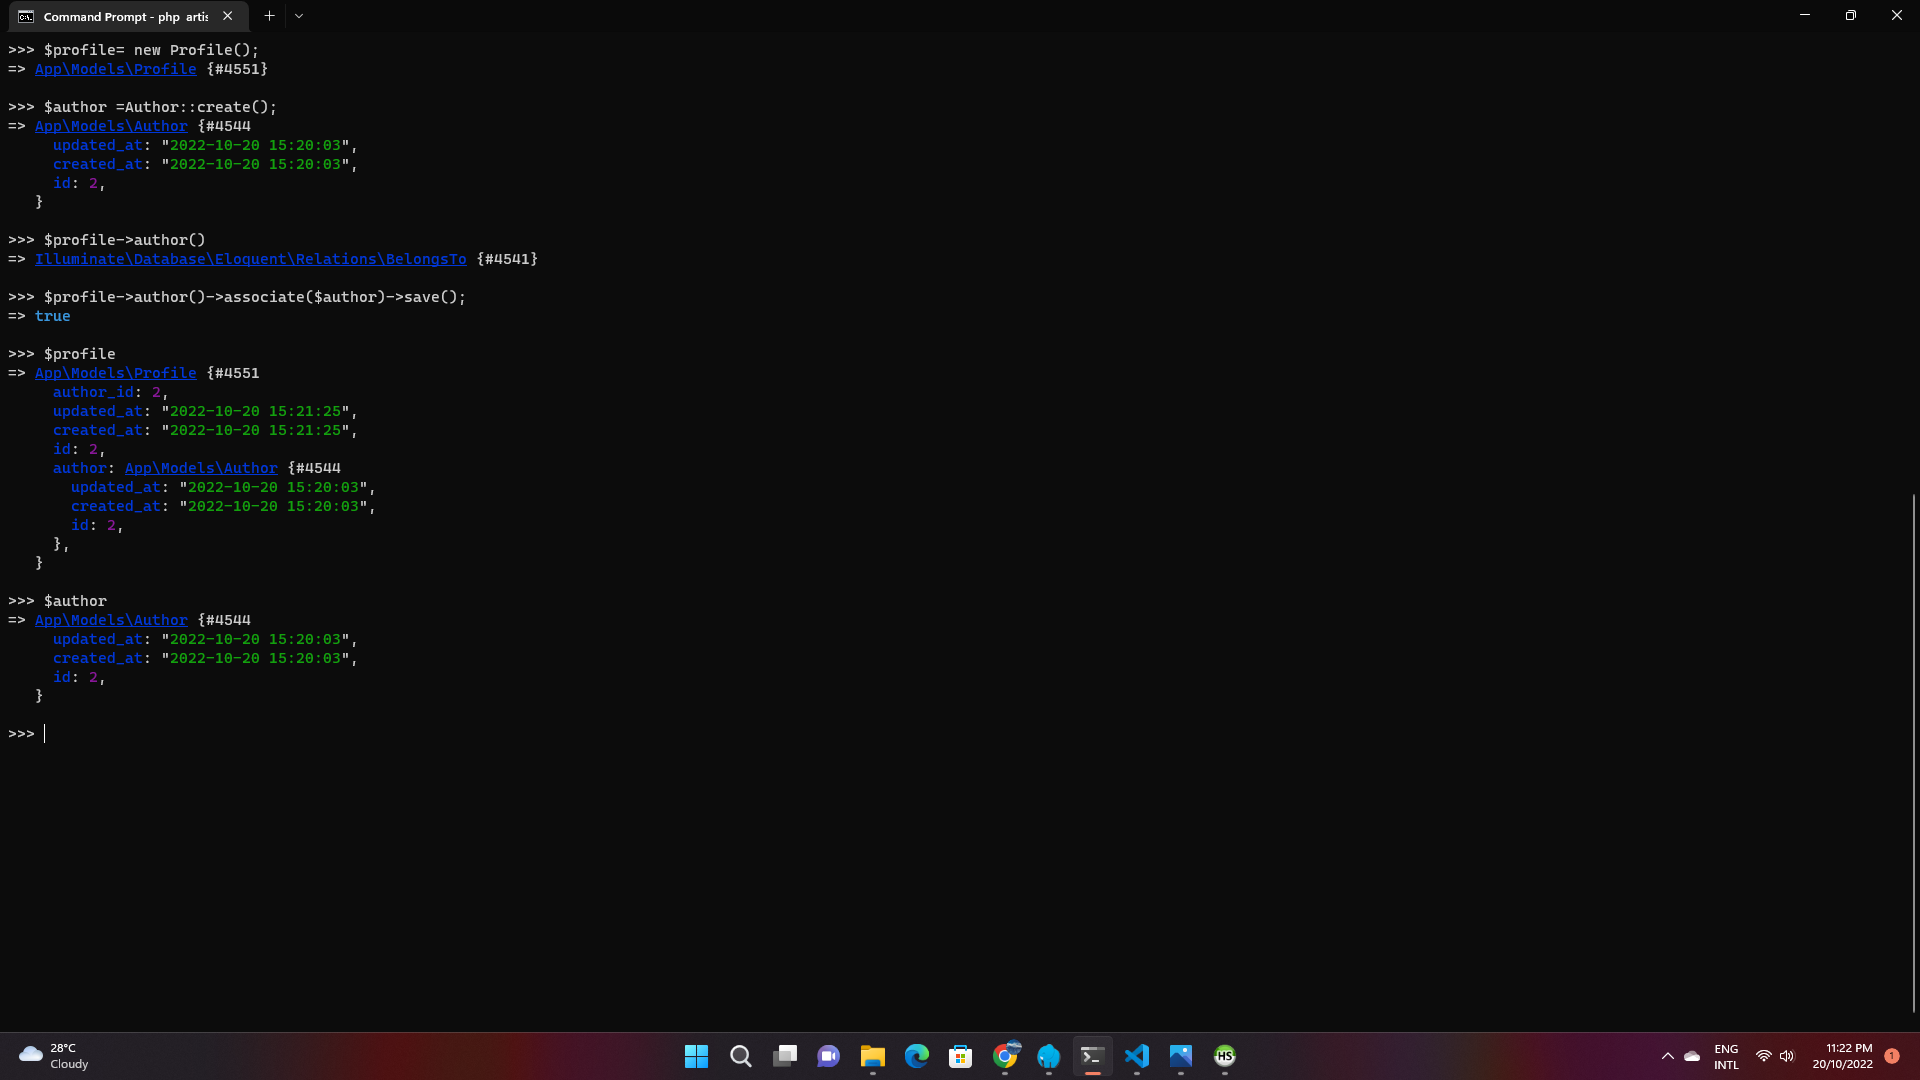 Command Prompt - php  artis
>>> $profile= new Profile();
=> App\Models\Profile {#4551}
>>> $author =Author::create();
=> App\Models\Author {#4544
     updated_at: "2022-10-20 15:20:03",
     created_at: "2022-10-20 15:20:03",
     id: 2,
   }
>>> $profile->author()
=> Illuminate\Database\Eloquent\Relations\BelongsTo {#4541}
>>> $profile->author()->associate($author)->save();
=> true
>>> $profile
=> App\Models\Profile {#4551
     author_id: 2,
     updated_at: "2022-10-20 15:21:25",
     created_at: "2022-10-20 15:21:25",
     id: 2,
     author: App\Models\Author {#4544
       updated_at: "2022-10-20 15:20:03",
       created_at: "2022-10-20 15:20:03",
       id: 2,
     },
   }
>>> $author
=> App\Models\Author {#4544
     updated_at: "2022-10-20 15:20:03",
     created_at: "2022-10-20 15:20:03",
     id: 2,
   }
>>>
28°C
Cloudy
HS
ENG
INTL
11:22 PM
20/10/2022
1